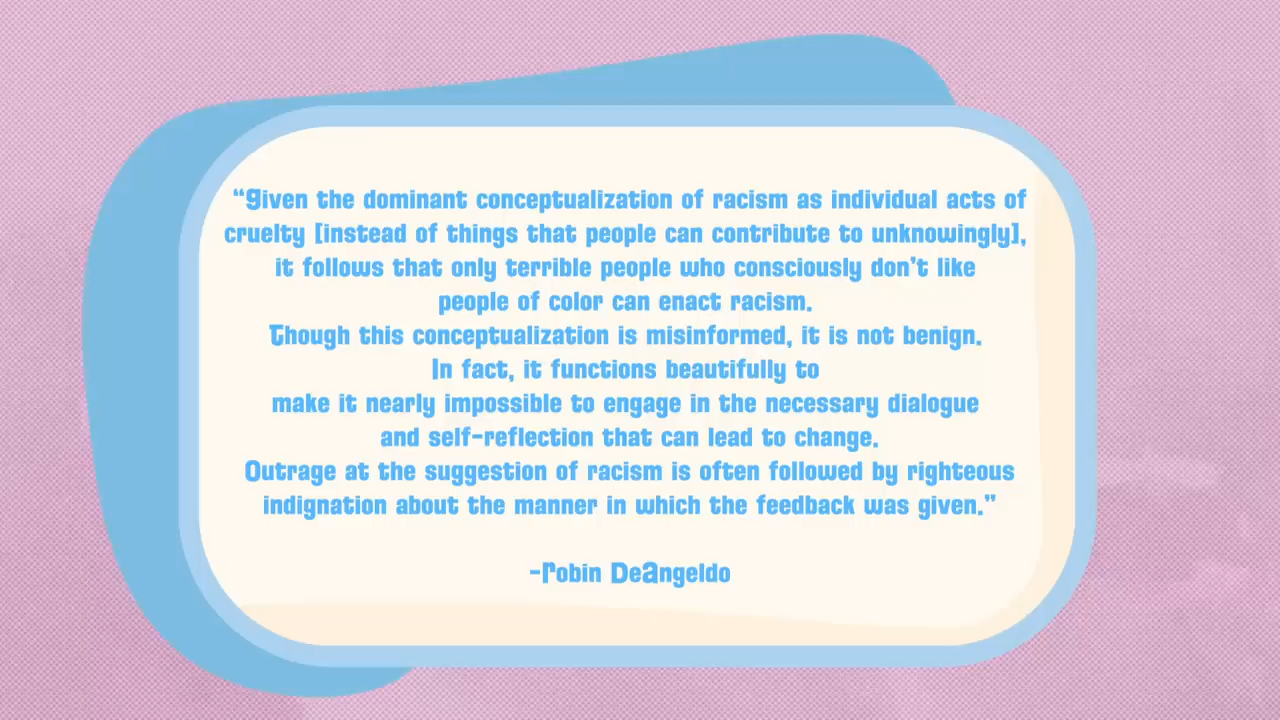 “Given the dominant conceptualization of racism as individual acts of
cruelty [instead of things that people can contribute to unknowingly],
it follows that only terrible people who consciously don’t like
people of color can enact racism.
Though this conceptualization is misinformed, it is not benign.
In fact, it functions beautifully to
make it nearly impossible to engage in the necessary dialogue
and self-reflection that can lead to change.
Outrage at the suggestion of racism is often followed by righteous
indignation about the manner in which the feedback was given.”
-Robin DeAngeldo